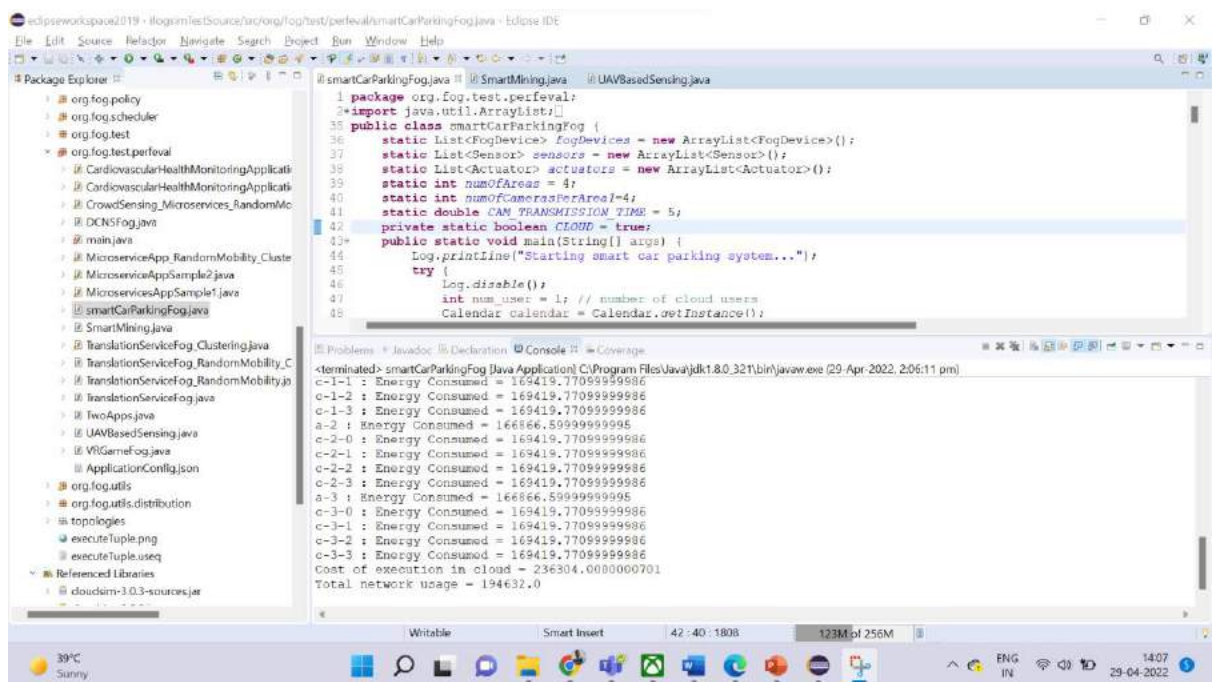 eclipseworkspace2019 - ifogsimTestSource/src/org/fog/test/perfeval/smartCarParkingFog.java - Eclipse IDE
File Edit Source Refactor Navigate Search Project Run Window Help
Package Explorer
org.fog.policy
org.fog.scheduler
org.fog.test
org.fog.test.perfeval
CardiovascularHealthMonitoringApplicati
CardiovascularHealthMonitoringApplicati
CrowdSensing_Microservices_RandomMo
DCNSFog.java
main.java
MicroserviceApp_RandomMobility_Cluste
MicroserviceAppSample2.java
MicroservicesAppSample1.java
smartCarParkingFog.java
SmartMining.java
TranslationServiceFog_Clustering.java
TranslationServiceFog_RandomMobility_C
TranslationServiceFog_RandomMobility.ja
TranslationServiceFog.java
TwoApps.java
UAVBasedSensing.java
VRGameFog.java
ApplicationConfig.json
org.fog.utils
org.fog.utils.distribution
topologies
executeTuple.png
executeTuple.useq
Referenced Libraries
cloudsim-3.0.3-sources.jar
smartCarParkingFog.java SmartMining.java UAVBasedSensing.java
1 package org.fog.test.perfeval;
2 import java.util.ArrayList;
35 public class smartCarParkingFog {
36 static List<FogDevice> fogDevices = new ArrayList<FogDevice>();
37 static List<Sensor> sensors = new ArrayList<Sensor>();
38 static List<Actuator> actuators = new ArrayList<Actuator>();
39 static int numOfAreas = 4;
40 static int numOfCamerasPerArea1=4;
41 static double CAM_TRANSMISSION_TIME = 5;
42 private static boolean CLOUD = true;
43 public static void main(String[] args) {
44 Log.printLine("Starting smart car parking system...");
45 try {
46 Log.disable();
47 int num_user = 1; // number of cloud users
48 Calendar calendar = Calendar.getInstance();
Problems Javadoc Declaration Console Coverage
<terminated> smartCarParkingFog [Java Application] C:\Program Files\Java\jdk1.8.0_321\bin\javaw.exe (29-Apr-2022, 2:06:11 pm)
c-1-1 : Energy Consumed = 169419.77099999986
c-1-2 : Energy Consumed = 169419.77099999986
c-1-3 : Energy Consumed = 169419.77099999986
a-2 : Energy Consumed = 166866.59999999995
c-2-0 : Energy Consumed = 169419.77099999986
c-2-1 : Energy Consumed = 169419.77099999986
c-2-2 : Energy Consumed = 169419.77099999986
c-2-3 : Energy Consumed = 169419.77099999986
a-3 : Energy Consumed = 166866.59999999995
c-3-0 : Energy Consumed = 169419.77099999986
c-3-1 : Energy Consumed = 169419.77099999986
c-3-2 : Energy Consumed = 169419.77099999986
c-3-3 : Energy Consumed = 169419.77099999986
Cost of execution in cloud = 236304.0000000701
Total network usage = 194632.0
Writable Smart Insert 42 : 40 : 1808 123M of 256M
39°C
Sunny
ENG
IN
14:07
29-04-2022